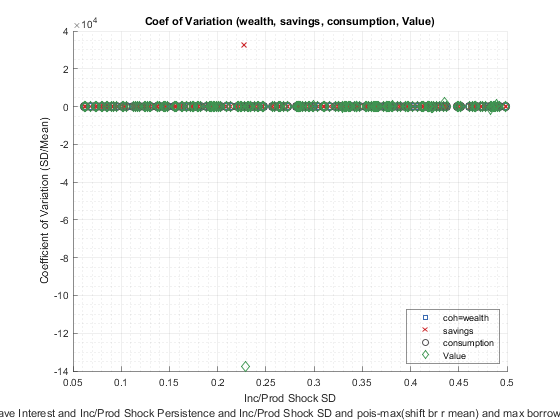 ×10⁴
Coef of Variation (wealth, savings, consumption, Value)
4
2
0
-2
-4
-6
-8
-10
-12
-14
Coefficient of Variation (SD/Mean)
0.05 0.1 0.15 0.2 0.25 0.3 0.35 0.4 0.45 0.5
coh=wealth
savings
consumption
Value
Inc/Prod Shock SD
ave Interest and Inc/Prod Shock Persistence and Inc/Prod Shock SD and pois-max(shift br r mean) and max borrow